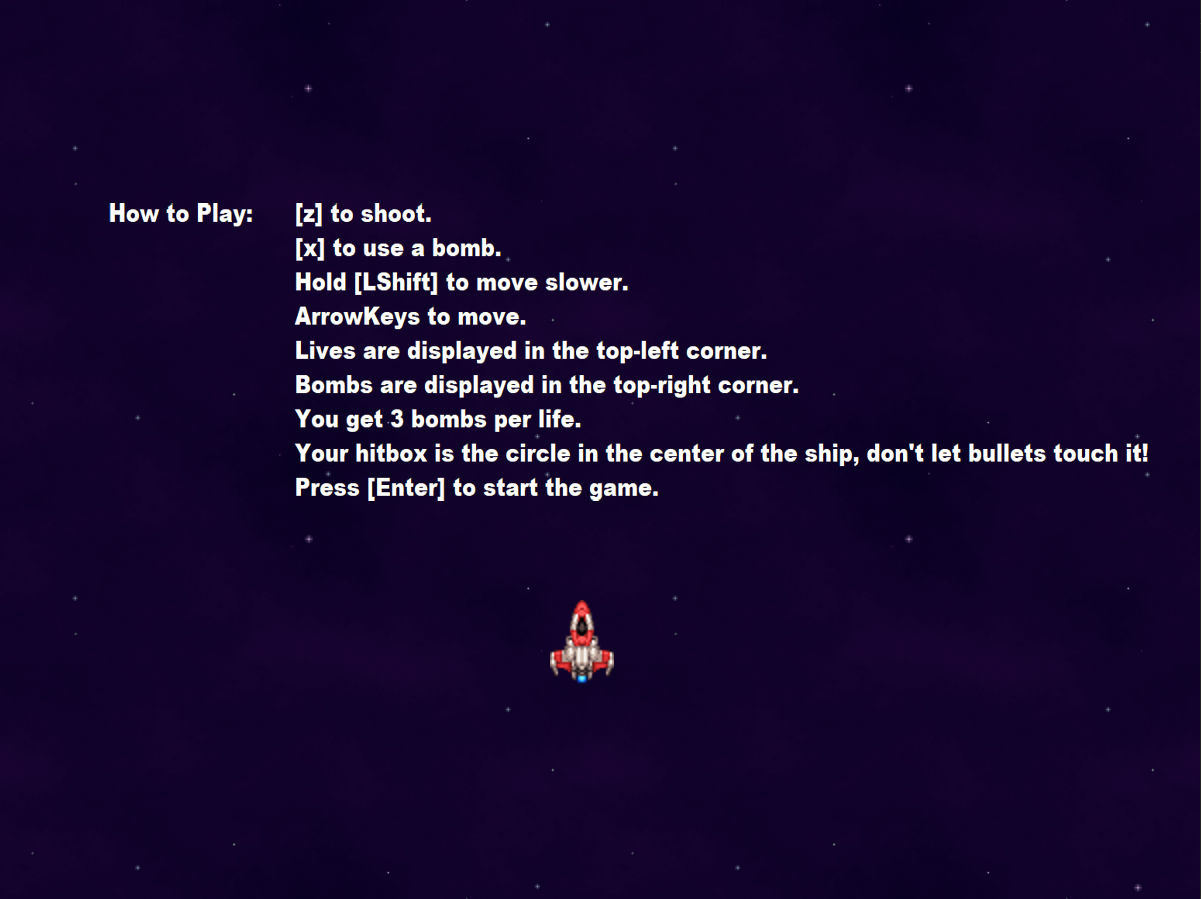 How to Play: [z] to shoot.
[x] to use a bomb.
Hold [LShift] to move slower.
ArrowKeys to move.
Lives are displayed in the top-left corner.
Bombs are displayed in the top-right corner.
You get 3 bombs per life.
Your hitbox is the circle in the center of the ship, don't let bullets touch it!
Press [Enter] to start the game.